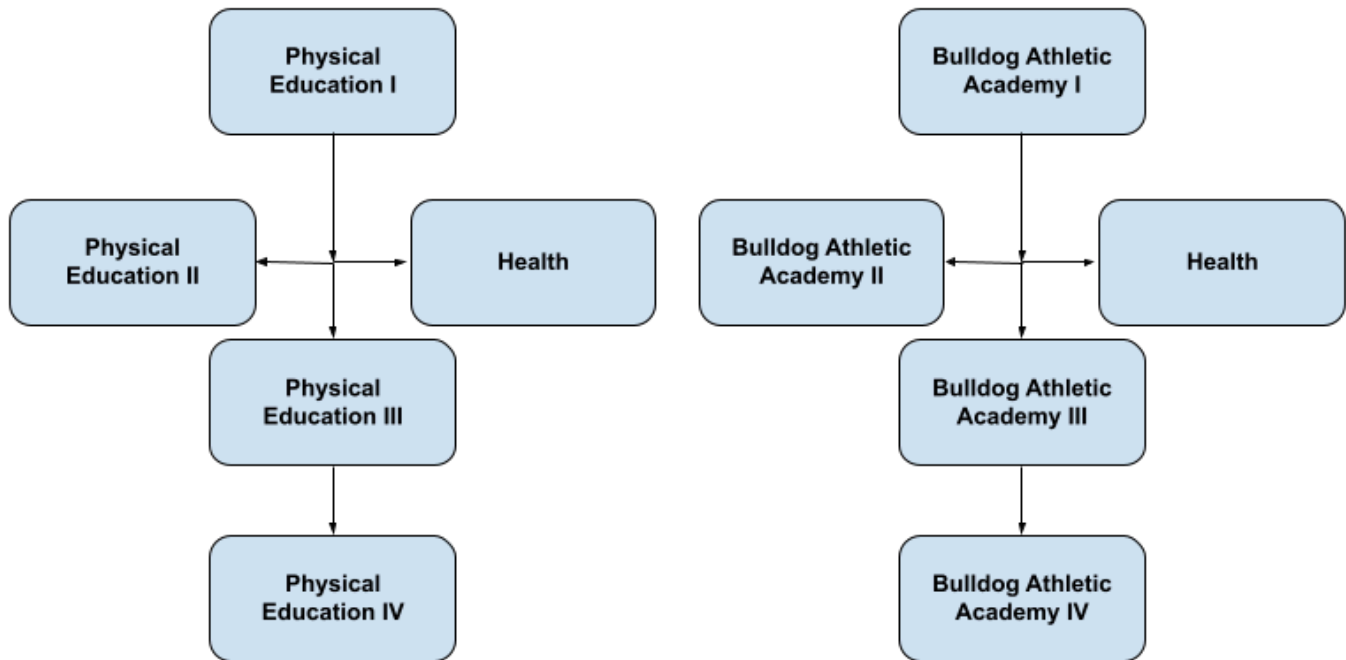 Physical
Education I
Bulldog Athletic
Academy I
Physical
Education II
Health
Bulldog Athletic
Academy II
Health
Physical
Education III
Bulldog Athletic
Academy III
Physical
Education IV
Bulldog Athletic
Academy IV